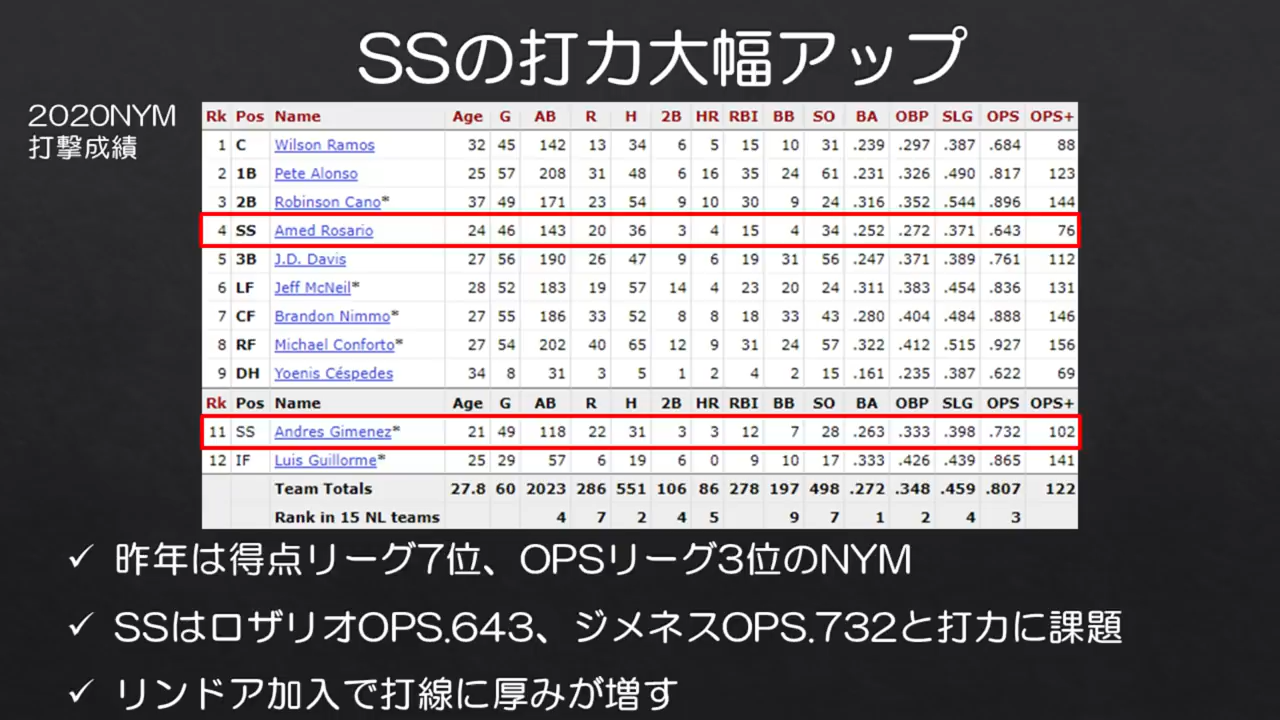 SSの打力大幅アップ
2020NYM
打撃成績
Rk Pos Name Age G AB R H 2B HR RBI BB SO BA OBP SLG OPS OPS+
1 C Wilson Ramos 32 45 142 13 34 6 5 15 10 31 .239 .297 .387 .684 88
2 1B Pete Alonso 25 57 208 31 48 6 16 35 24 61 .231 .326 .490 .817 123
3 2B Robinson Cano* 37 49 171 23 54 9 10 30 9 24 .316 .352 .544 .896 144
4 SS Amed Rosario 24 46 143 20 36 3 4 15 4 34 .252 .272 .371 .643 76
5 3B J.D. Davis 27 56 190 26 47 9 6 19 31 56 .247 .371 .389 .761 112
6 LF Jeff McNeil* 28 52 183 19 57 14 4 23 20 24 .311 .383 .454 .836 131
7 CF Brandon Nimmo* 27 55 186 33 52 8 8 18 33 43 .280 .404 .484 .888 146
8 RF Michael Conforto* 27 54 202 40 65 12 9 31 24 57 .322 .412 .515 .927 156
9 DH Yoenis Céspedes 34 8 31 3 5 1 2 4 2 15 .161 .235 .387 .622 69
Rk Pos Name Age G AB R H 2B HR RBI BB SO BA OBP SLG OPS OPS+
11 SS Andres Gimenez* 21 49 118 22 31 3 3 12 7 28 .263 .333 .398 .732 102
12 IF Luis Guillorme* 25 29 57 6 19 6 0 9 10 17 .333 .426 .439 .865 141
Team Totals 27.8 60 2023 286 551 106 86 278 197 498 .272 .348 .459 .807 122
Rank in 15 NL teams 4 7 2 4 5 9 7 1 2 4 3
✓ 昨年は得点リーグ7位、OPSリーグ3位のNYM
✓ SSはロザリオOPS.643、ジメネスOPS.732と打力に課題
✓ リンドア加入で打線に厚みが増す